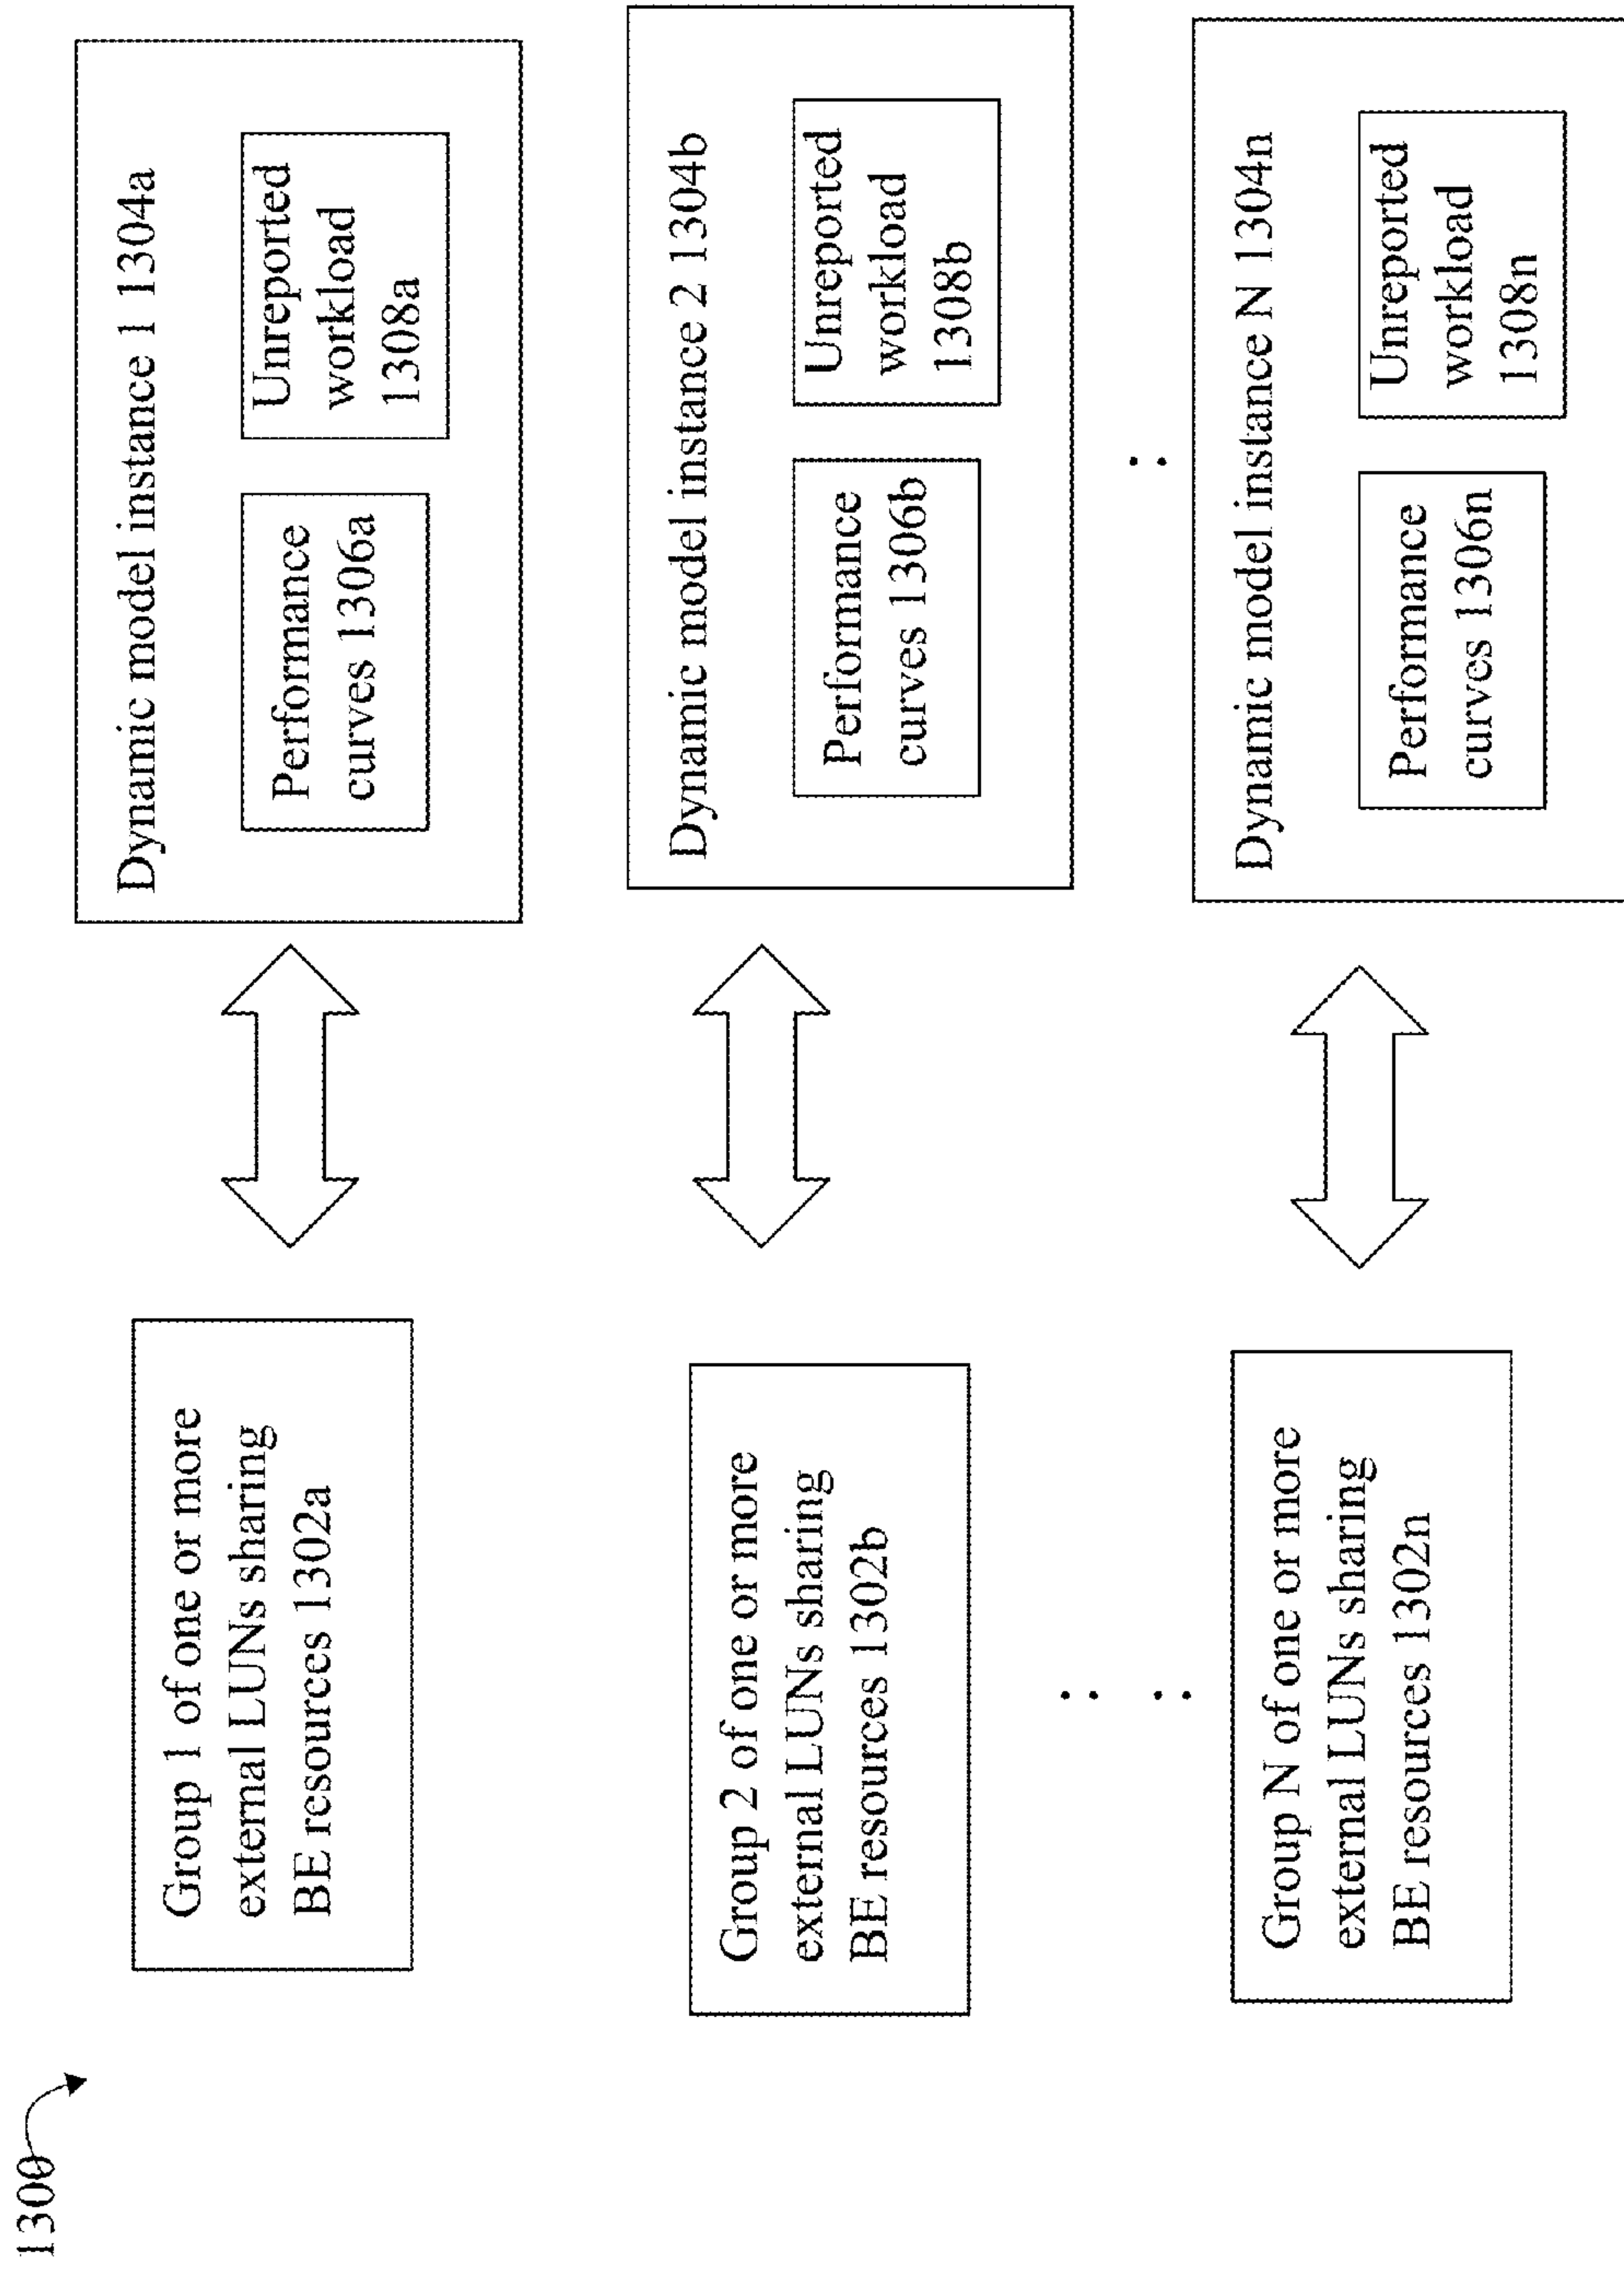 1300
Group 1 of one or more
external LUNs sharing
BE resources 1302a
Dynamic model instance 1 1304a
Performance
curves 1306a
Unreported
workload
1308a
Group 2 of one or more
external LUNs sharing
BE resources 1302b
Dynamic model instance 2 1304b
Performance
curves 1306b
Unreported
workload
1308b
Group N of one or more
external LUNs sharing
BE resources 1302n
Dynamic model instance N 1304n
Performance
curves 1306n
Unreported
workload
1308n